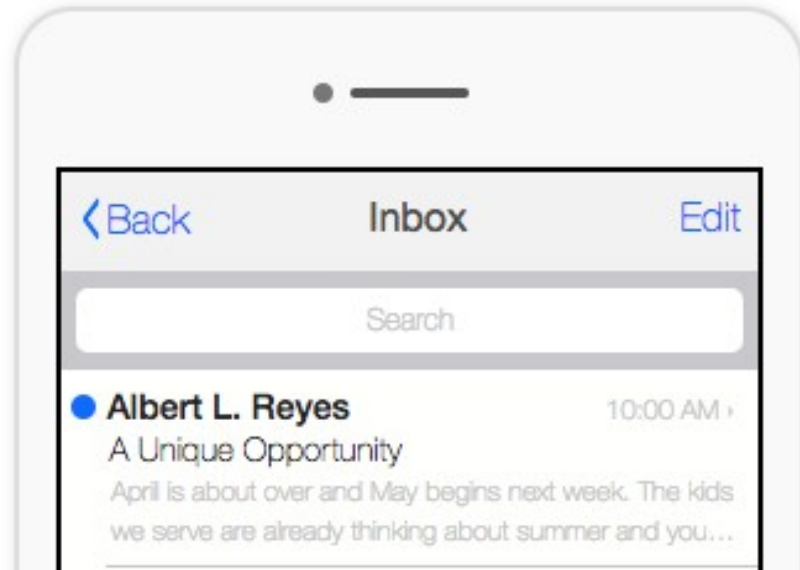 Back Inbox Edit
Search
Albert L. Reyes 10:00 AM ›
A Unique Opportunity
April is about over and May begins next week. The kids
we serve are already thinking about summer and you...